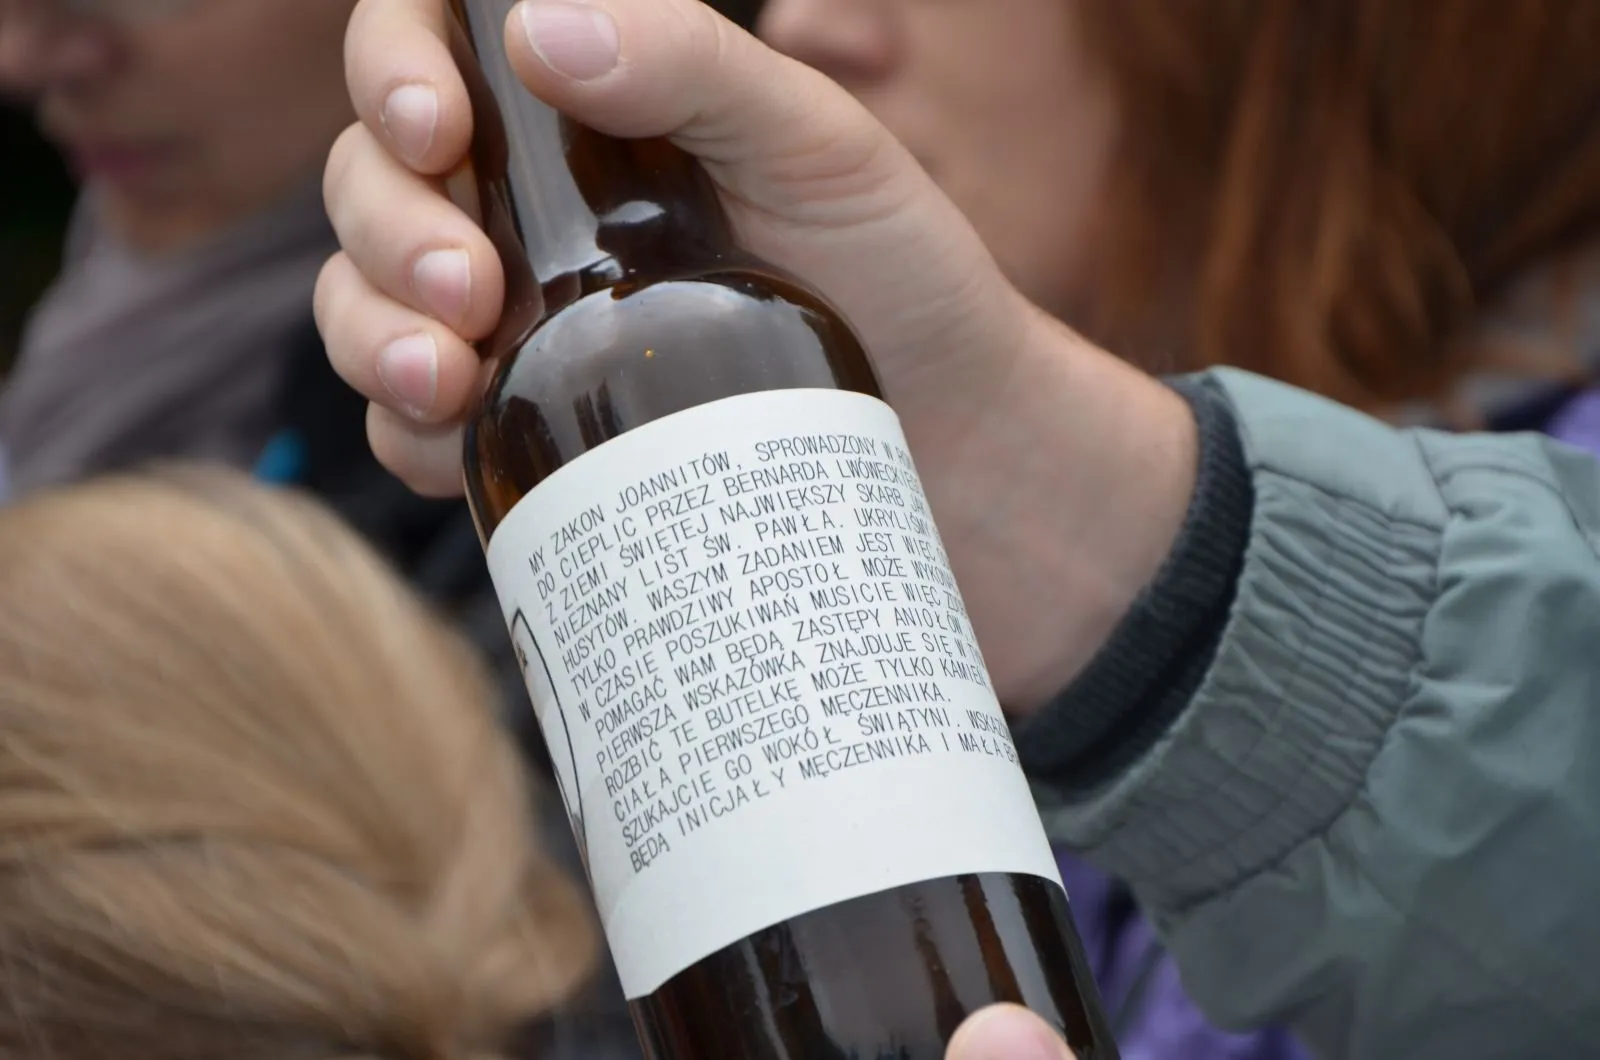 MY ZAKON JOANNITÓW, SPROWADZONY W
DO CIEPLIC PRZEZ BERNARDA
Z ZIEMI ŚWIĘTEJ NAJWIĘKSZY SKARB
NIEZNANY LIST ŚW. PAWŁA. UKRYLIŚMY
HUSYTÓW. WASZYM ZADANIEM JEST WIĘC
TYLKO PRAWDZIWY APOSTOŁ MOŻE
W CZASIE POSZUKIWAŃ MUSICIE WIĘC
POMAGAĆ WAM BĘDĄ ZASTĘPY ANIOŁÓW.
PIERWSZA WSKAZÓWKA ZNAJDUJE SIĘ W
ROZBIĆ TE BUTELKĘ MOŻE TYLKO KAMIEŃ
CIAŁA PIERWSZEGO MĘCZENNIKA.
SZUKAJCIE GO WOKÓŁ ŚWIĄTYNI.
BĘDĄ INICJAŁY MĘCZENNIKA I MAŁA